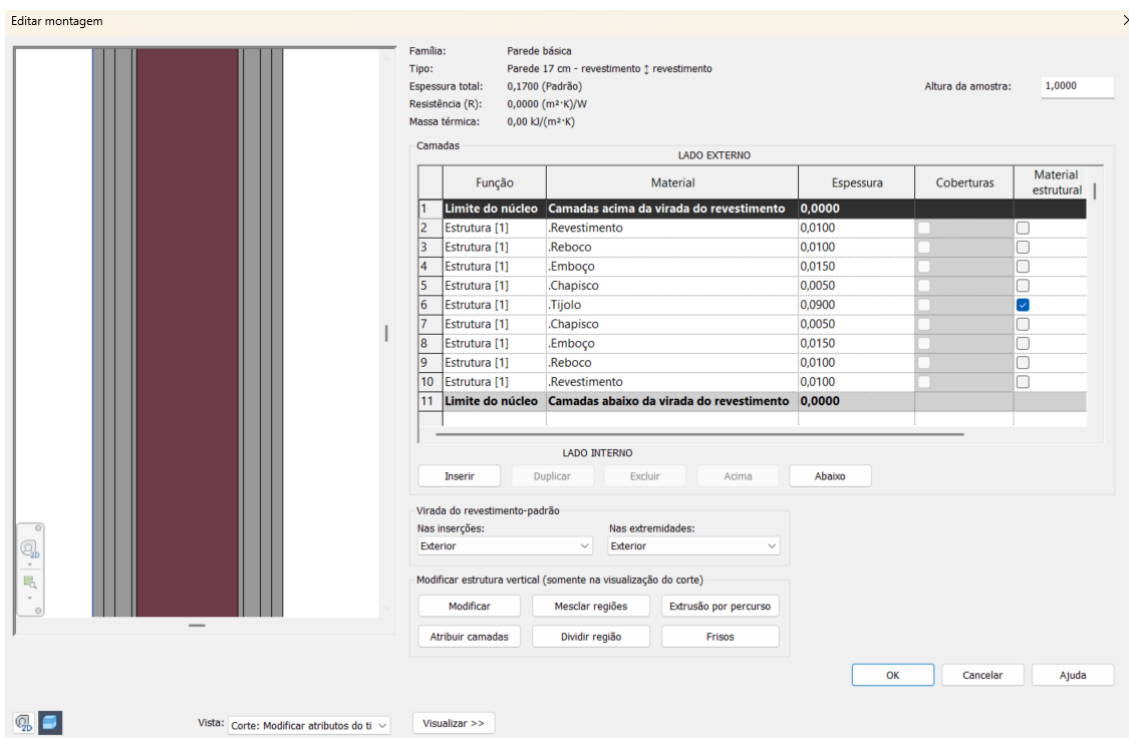 Editar montagem
Família: Parede básica
Tipo: Parede 17 cm - revestimento ↨ revestimento
Espessura total: 0,1700 (Padrão) Altura da amostra: 1,0000
Resistência (R): 0,0000 (m²·K)/W
Massa térmica: 0,00 kJ/(m²·K)
Camadas
LADO EXTERNO
Função Material Espessura Coberturas Material estrutural
1 Limite do núcleo Camadas acima da virada do revestimento 0,0000
2 Estrutura [1] .Revestimento 0,0100
3 Estrutura [1] .Reboco 0,0100
4 Estrutura [1] .Emboço 0,0150
5 Estrutura [1] .Chapisco 0,0050
6 Estrutura [1] .Tijolo 0,0900
7 Estrutura [1] .Chapisco 0,0050
8 Estrutura [1] .Emboço 0,0150
9 Estrutura [1] .Reboco 0,0100
10 Estrutura [1] .Revestimento 0,0100
11 Limite do núcleo Camadas abaixo da virada do revestimento 0,0000
LADO INTERNO
Inserir Duplicar Excluir Acima Abaixo
Virada do revestimento-padrão
Nas inserções: Nas extremidades:
Exterior Exterior
Modificar estrutura vertical (somente na visualização do corte)
Modificar Mesclar regiões Extrusão por percurso
Atribuir camadas Dividir região Frisos
OK Cancelar Ajuda
2D
2D Vista: Corte: Modificar atributos do ti Visualizar >>